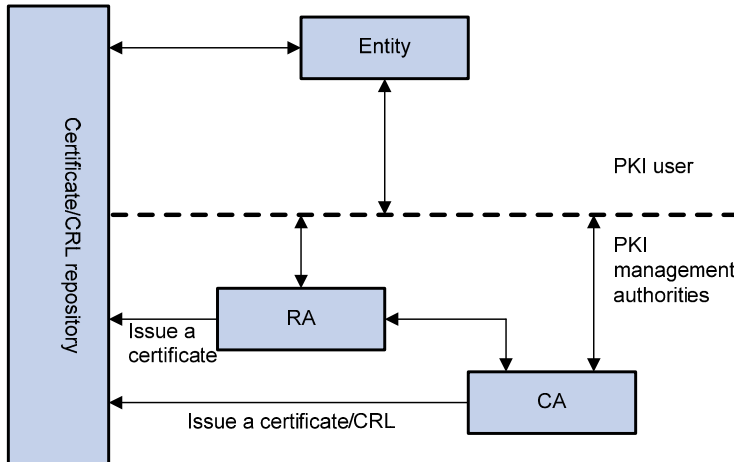 Entity
Certificate/CRL repository
PKI user
PKI
management
authorities
RA
Issue a
certificate
CA
Issue a certificate/CRL